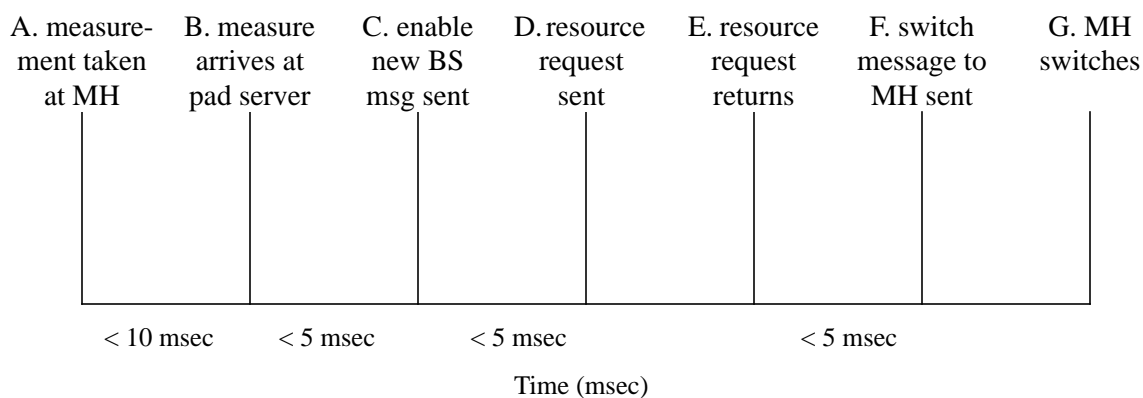 A. measure-
ment taken
at MH
B. measure
arrives at
pad server
C. enable
new BS
msg sent
D. resource
request
sent
E. resource
request
returns
F. switch
message to
MH sent
G. MH
switches
< 10 msec
< 5 msec
< 5 msec
< 5 msec
Time (msec)